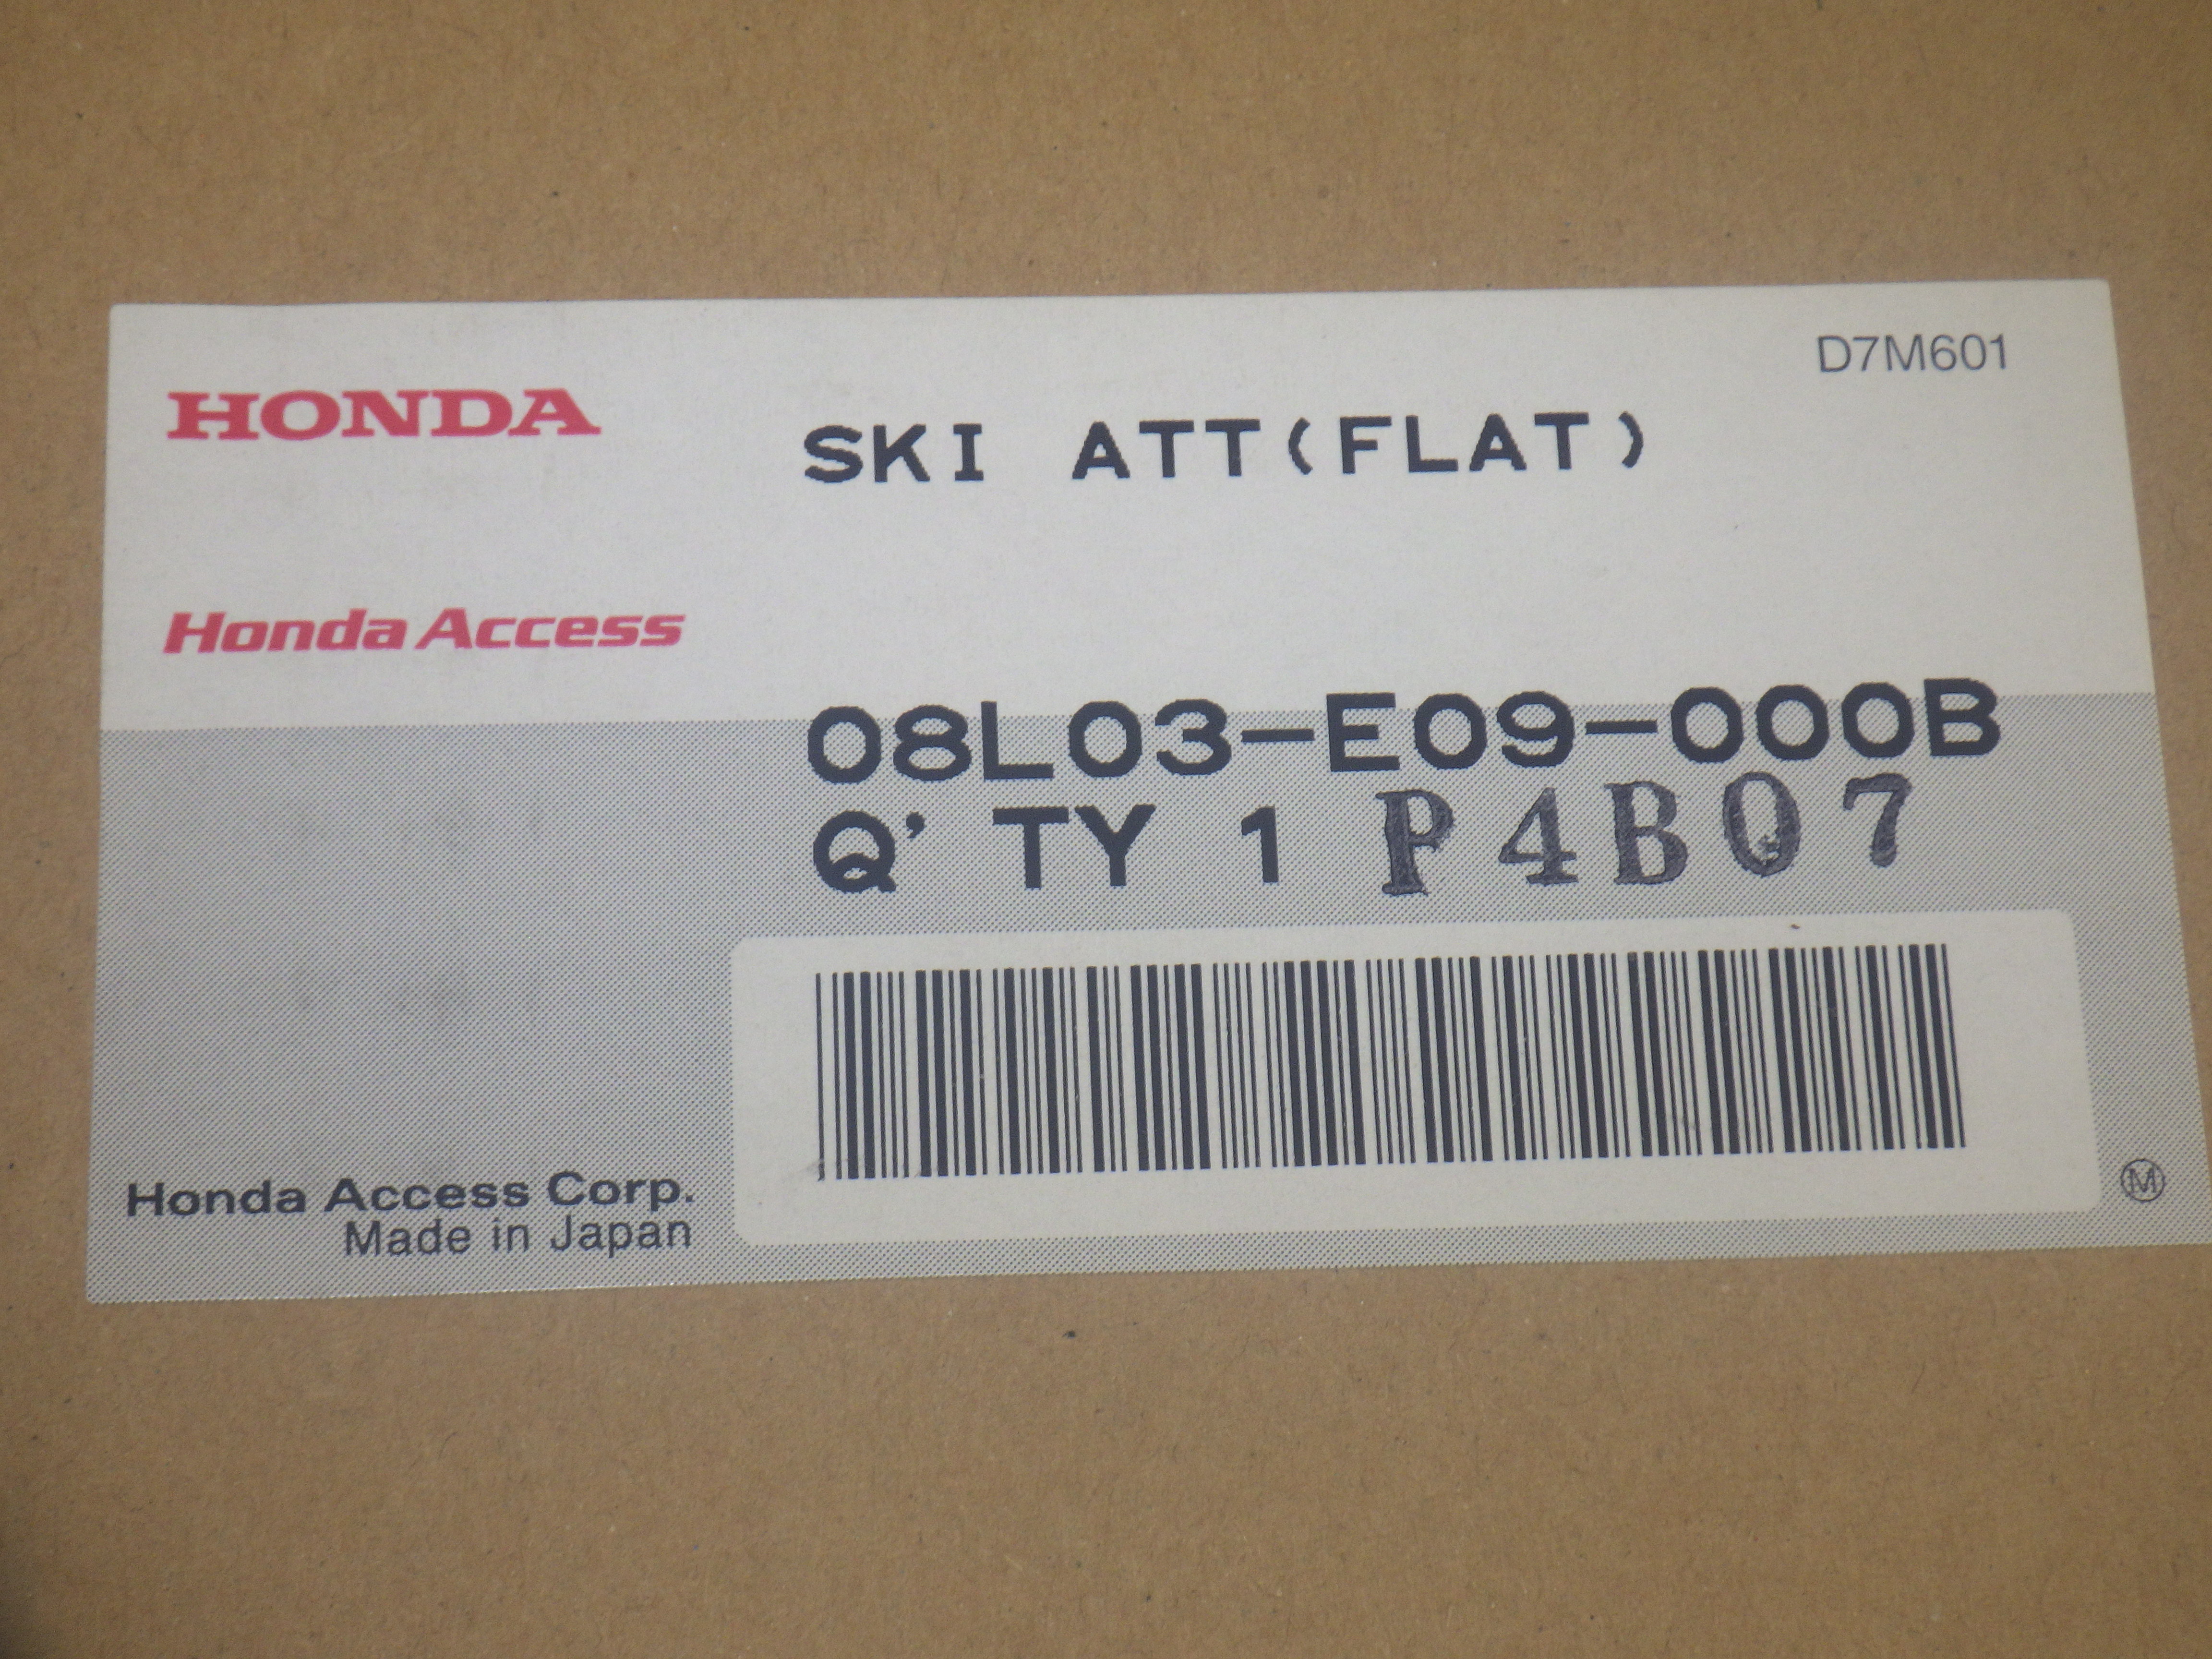 D7M601
HONDA
SKI ATT(FLAT)
Honda Access
08L03-E09-000B
Q'TY 1 P4B07
Honda Access Corp.
Made in Japan
Ⓜ